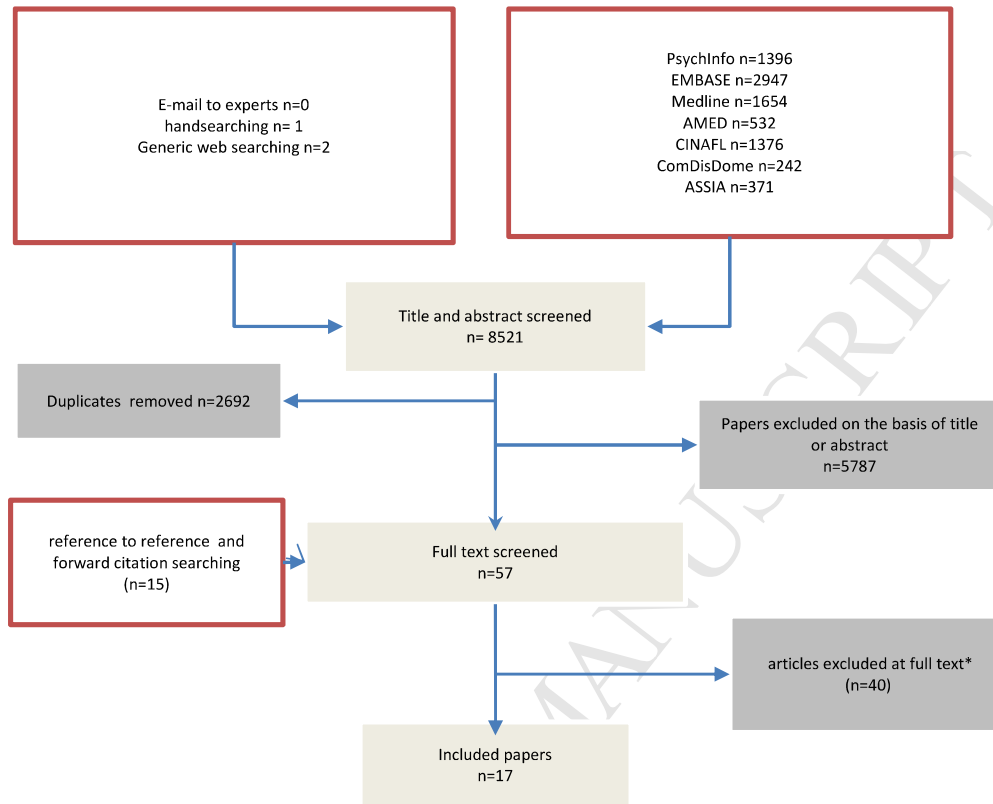 E-mail to experts n=0
handsearching n= 1
Generic web searching n=2
PsychInfo n=1396
EMBASE n=2947
Medline n=1654
AMED n=532
CINAFL n=1376
ComDisDome n=242
ASSIA n=371
Title and abstract screened
n= 8521
Duplicates removed n=2692
Papers excluded on the basis of title
or abstract
n=5787
reference to reference and
forward citation searching
(n=15)
Full text screened
n=57
articles excluded at full text*
(n=40)
Included papers
n=17
MANUSCRIPT